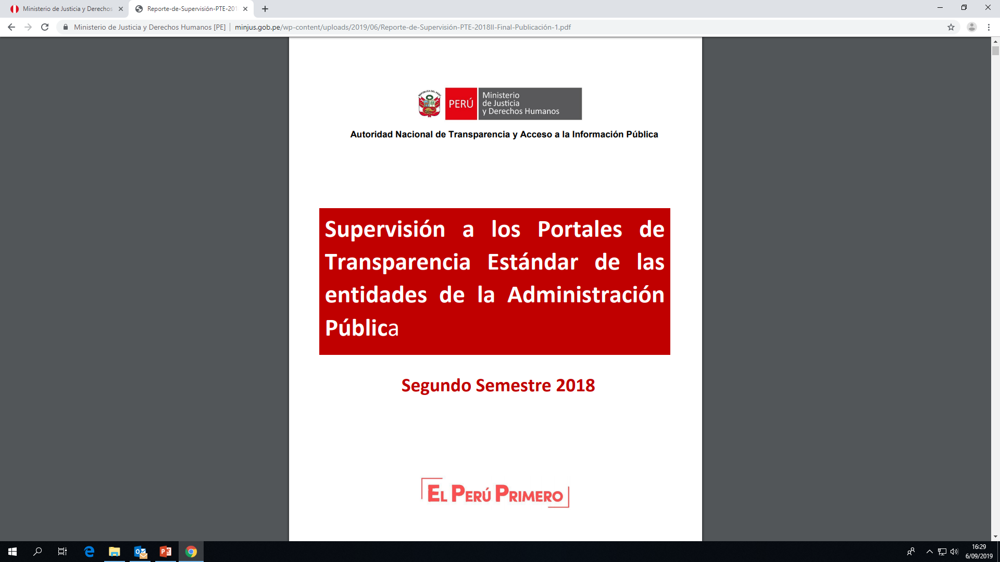 Ministerio de Justicia y Derechos
Reporte-de-Supervisión-PTE-201
Ministerio de Justicia y Derechos Humanos [PE]
minjus.gob.pe/wp-content/uploads/2019/06/Reporte-de-Supervisión-PTE-2018II-Final-Publicación-1.pdf
REPUBLICA DEL PERU
PERÚ
Ministerio
de Justicia
y Derechos Humanos
Autoridad Nacional de Transparencia y Acceso a la Información Pública
Supervisión a los Portales de
Transparencia Estándar de las
entidades de la Administración
Pública
Segundo Semestre 2018
EL PERÚ PRIMERO
16:29
6/09/2019